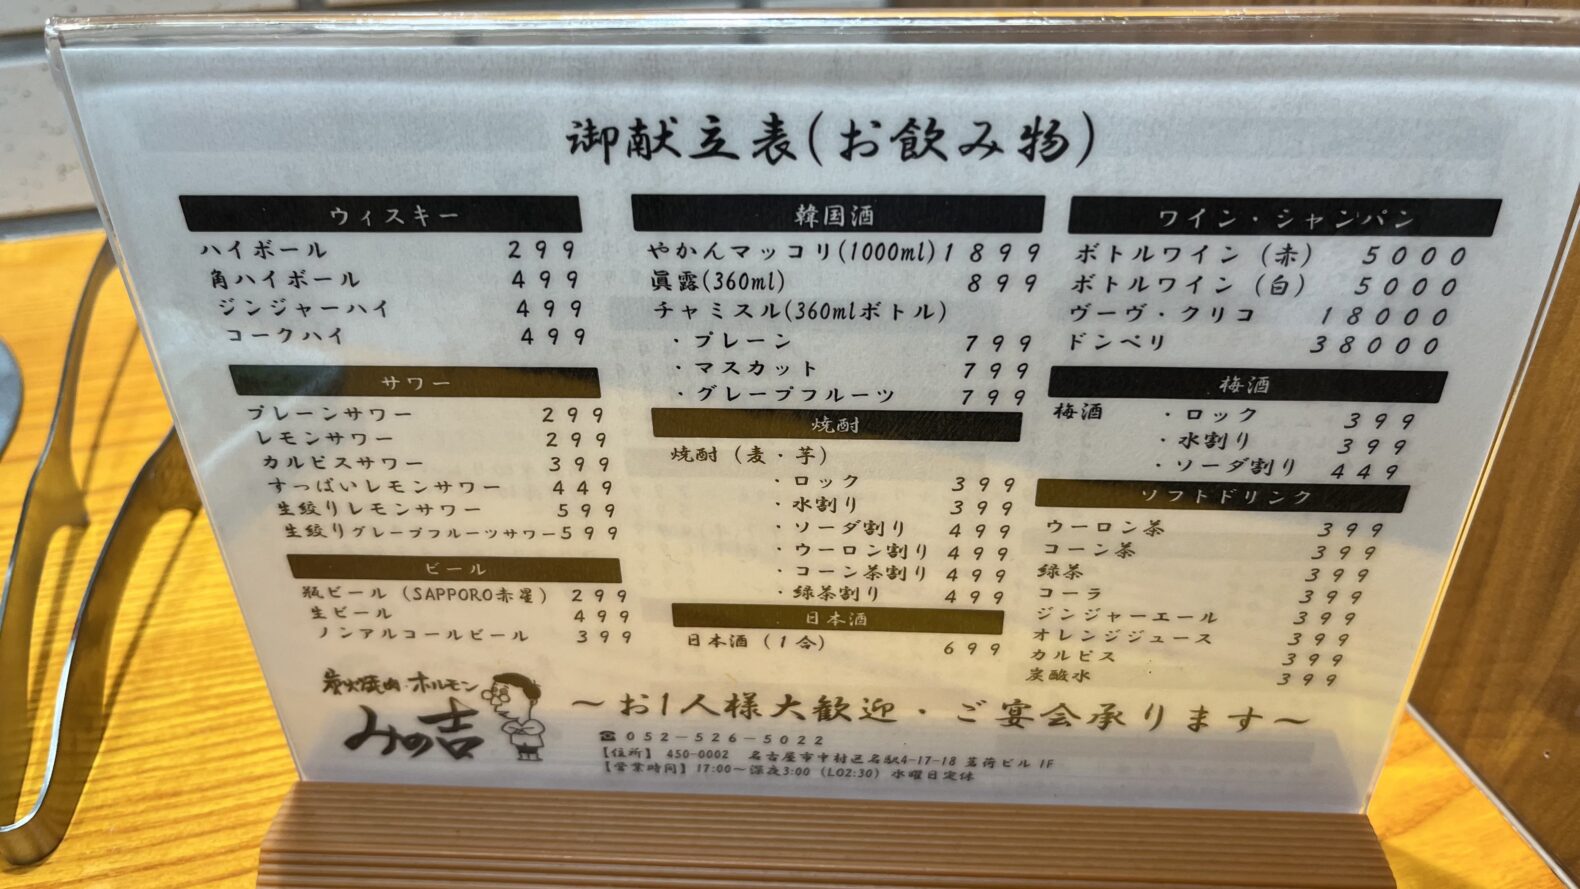 御献立表(お飲み物)
ウィスキー
ハイボール 299
角ハイボール 499
ジンジャーハイ 499
コークハイ 499
サワー
プレーンサワー 299
レモンサワー 299
カルピスサワー 399
すっぱいレモンサワー 449
生絞りレモンサワー 599
生絞りグレープフルーツサワー 599
ビール
瓶ビール（SAPPORO赤星） 299
生ビール 499
ノンアルコールビール 399
韓国酒
やかんマッコリ(1000ml) 1899
眞露(360ml) 899
チャミスル(360mlボトル)
・プレーン 799
・マスカット 799
・グレープフルーツ 799
焼酎
焼酎（麦・芋）
・ロック 399
・水割り 399
・ソーダ割り 499
・ウーロン割り 499
・コーン茶割り 499
・緑茶割り 499
日本酒
日本酒（1合） 699
ワイン・シャンパン
ボトルワイン（赤） 5000
ボトルワイン（白） 5000
ヴーヴ・クリコ 18000
ドンペリ 38000
梅酒
梅酒 ・ロック 399
・水割り 399
・ソーダ割り 449
ソフトドリンク
ウーロン茶 399
コーン茶 399
緑茶 399
コーラ 399
ジンジャーエール 399
オレンジジュース 399
カルピス 399
炭酸水 399
炭火焼肉・ホルモン
みの吉
〜お1人様大歓迎・ご宴会承ります〜
☎052-526-5022
【住所】 450-0002 名古屋市中村区名駅4-17-18 茗荷ビル 1F
【営業時間】17:00〜深夜3:00（LO2:30）水曜日定休